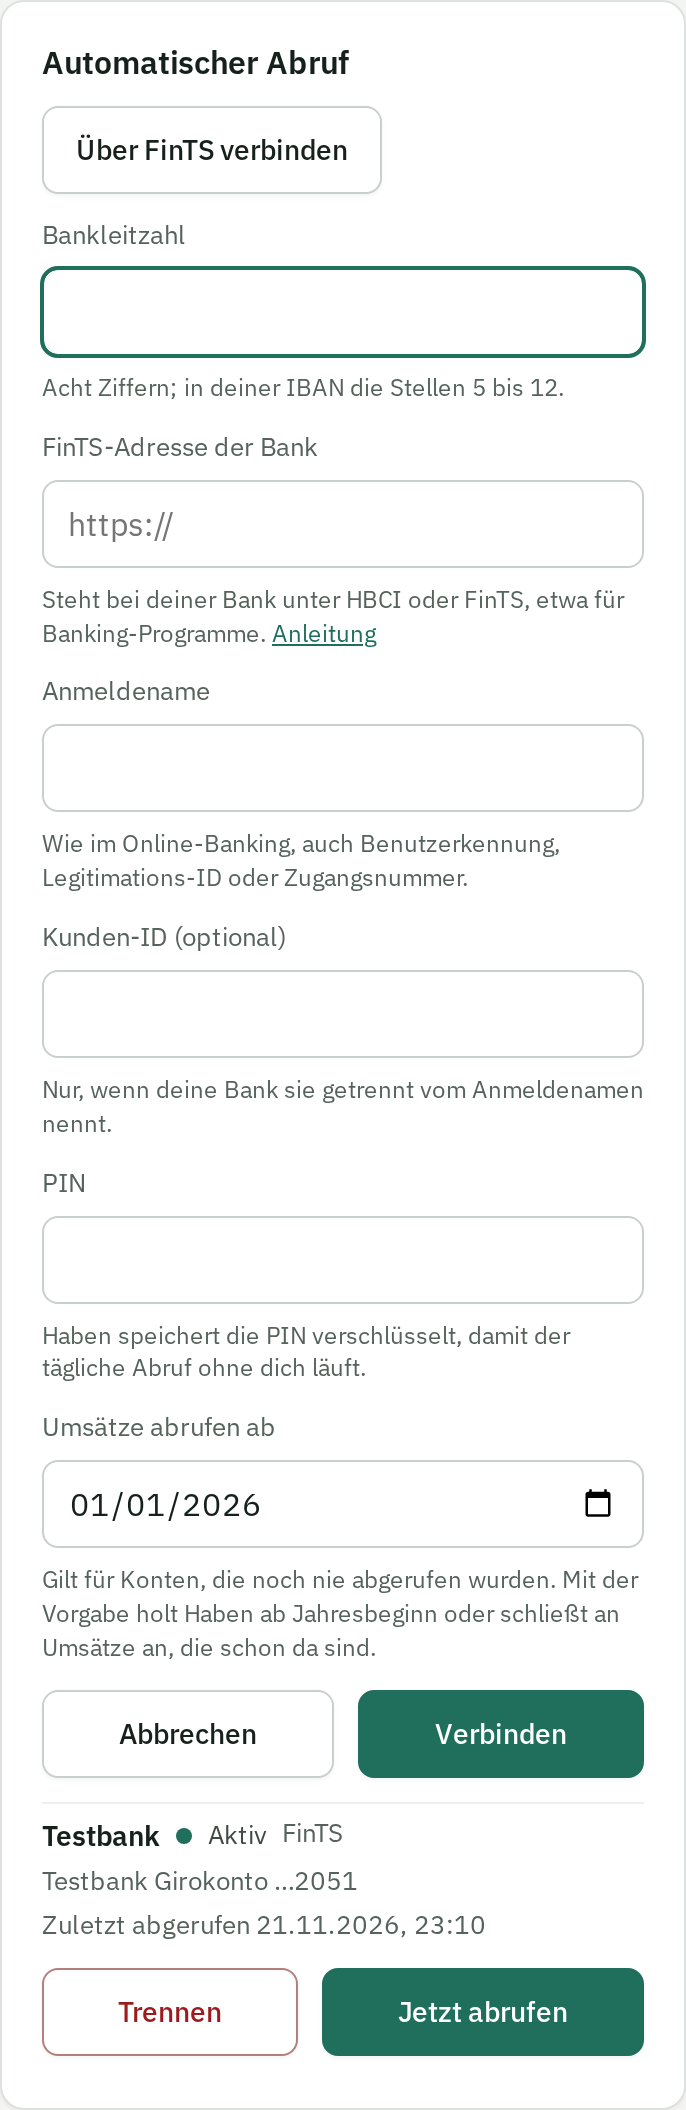 Automatischer Abruf
Über FinTS verbinden
Bankleitzahl
Acht Ziffern; in deiner IBAN die Stellen 5 bis 12.
FinTS-Adresse der Bank
https://
Steht bei deiner Bank unter HBCI oder FinTS, etwa für
Banking-Programme. Anleitung
Anmeldename
Wie im Online-Banking, auch Benutzerkennung,
Legitimations-ID oder Zugangsnummer.
Kunden-ID (optional)
Nur, wenn deine Bank sie getrennt vom Anmeldenamen
nennt.
PIN
Haben speichert die PIN verschlüsselt, damit der
tägliche Abruf ohne dich läuft.
Umsätze abrufen ab
01/01/2026
Gilt für Konten, die noch nie abgerufen wurden. Mit der
Vorgabe holt Haben ab Jahresbeginn oder schließt an
Umsätze an, die schon da sind.
Abbrechen Verbinden
Testbank Aktiv FinTS
Testbank Girokonto …2051
Zuletzt abgerufen 21.11.2026, 23:10
Trennen Jetzt abrufen